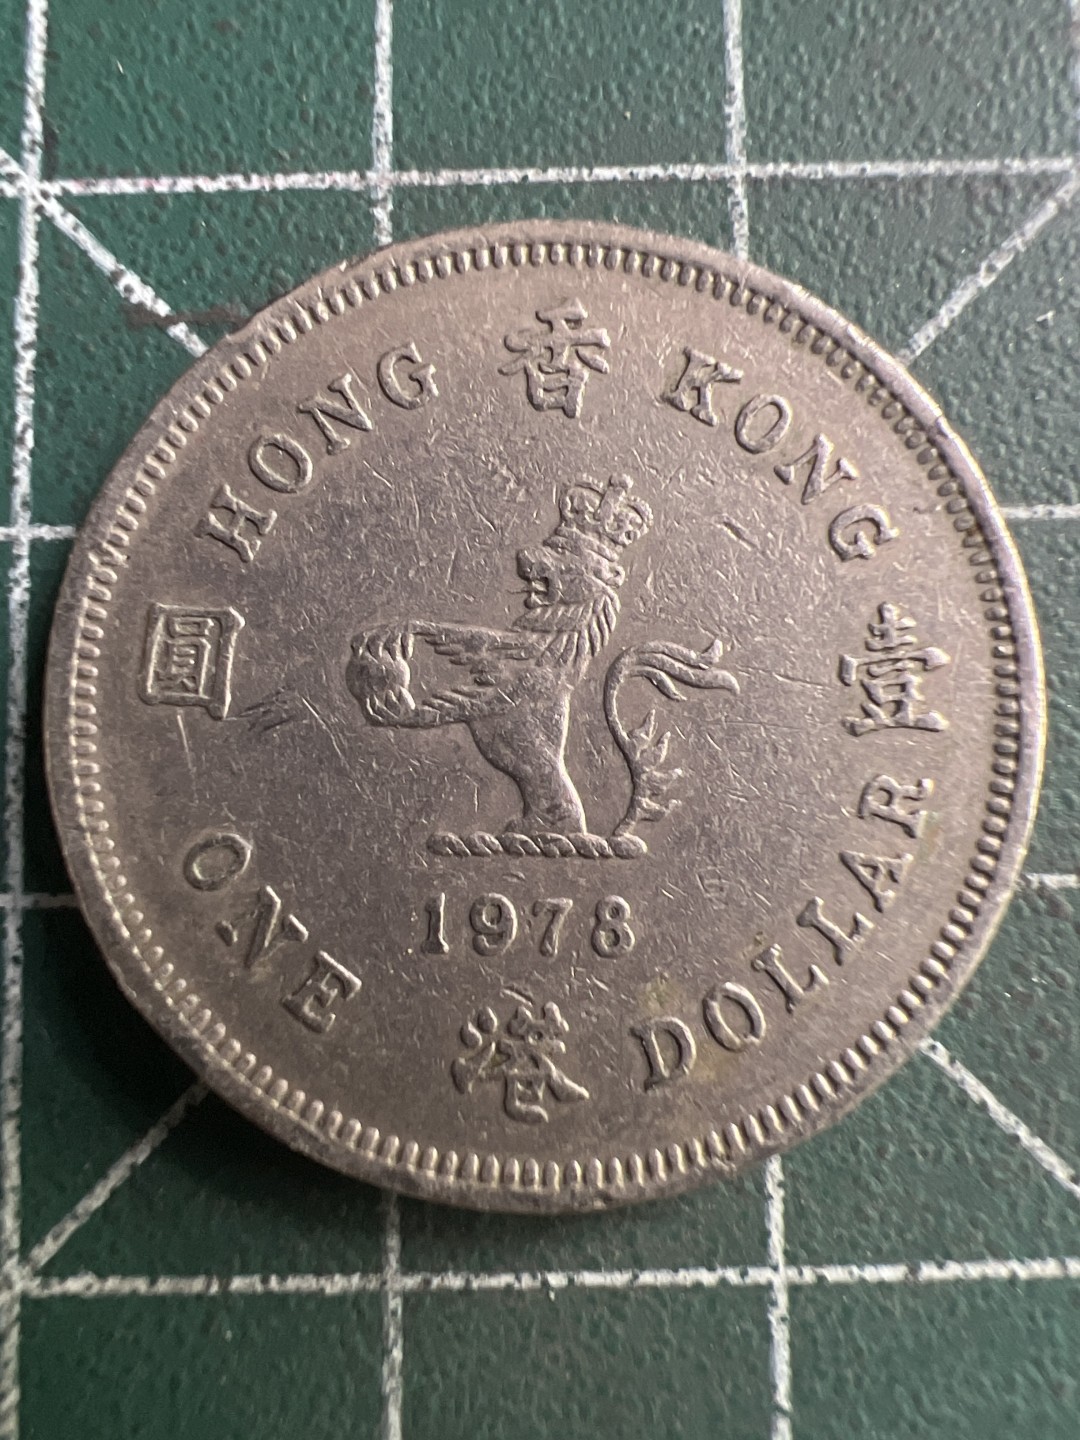 HONG KONG
香港壹圓
1978
ONE DOLLAR